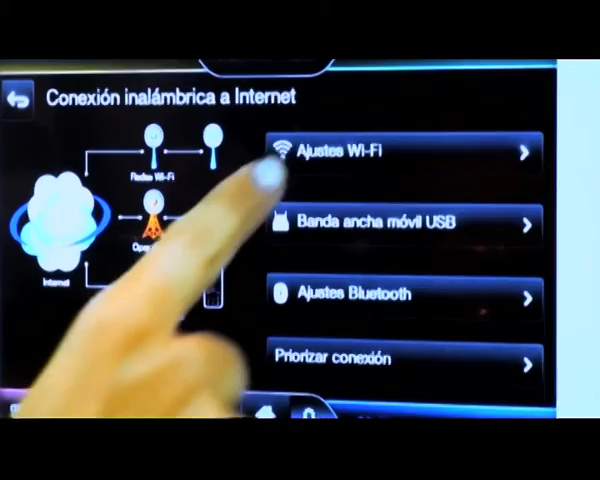 Conexión inalámbrica a Internet
Ajustes Wi-Fi
Redes Wi-Fi
Banda ancha móvil USB
Internet
Ajustes Bluetooth
Priorizar conexión